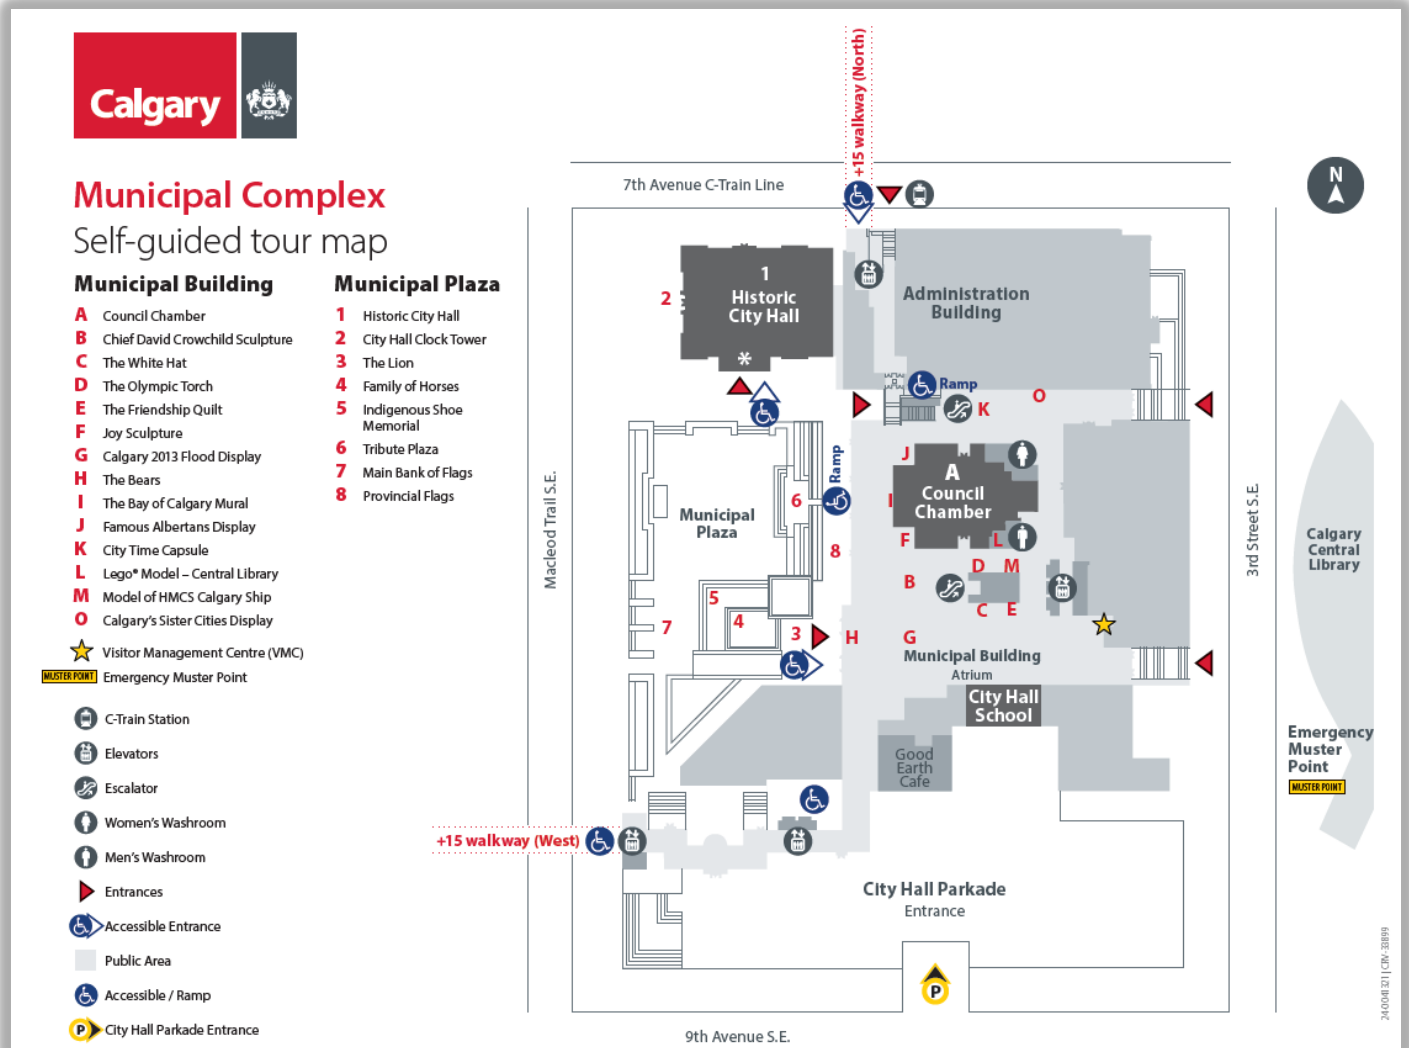 Calgary
Municipal Complex
Self-guided tour map
Municipal Building
A Council Chamber
B Chief David Crowchild Sculpture
C The White Hat
D The Olympic Torch
E The Friendship Quilt
F Joy Sculpture
G Calgary 2013 Flood Display
H The Bears
I The Bay of Calgary Mural
J Famous Albertans Display
K City Time Capsule
L Lego® Model – Central Library
M Model of HMCS Calgary Ship
O Calgary's Sister Cities Display
Visitor Management Centre (VMC)
MUSTER POINT Emergency Muster Point
C-Train Station
Elevators
Escalator
Women's Washroom
Men's Washroom
Entrances
Accessible Entrance
Public Area
Accessible / Ramp
P City Hall Parkade Entrance
Municipal Plaza
1 Historic City Hall
2 City Hall Clock Tower
3 The Lion
4 Family of Horses
5 Indigenous Shoe
Memorial
6 Tribute Plaza
7 Main Bank of Flags
8 Provincial Flags
+15 walkway (North)
7th Avenue C-Train Line
N
1
Historic
City Hall
*
2
Administration
Building
Ramp
K
O
Macleod Trail S.E.
Municipal
Plaza
Ramp
6
8
5
4
3
7
J
A
Council
Chamber
I
F
L
B
D
M
C
E
H
G
Municipal Building
Atrium
City Hall
School
Good
Earth
Cafe
3rd Street S.E.
Calgary
Central
Library
Emergency
Muster
Point
MUSTER POINT
+15 walkway (West)
City Hall Parkade
Entrance
P
9th Avenue S.E.
24-0041321 | CRV-33899